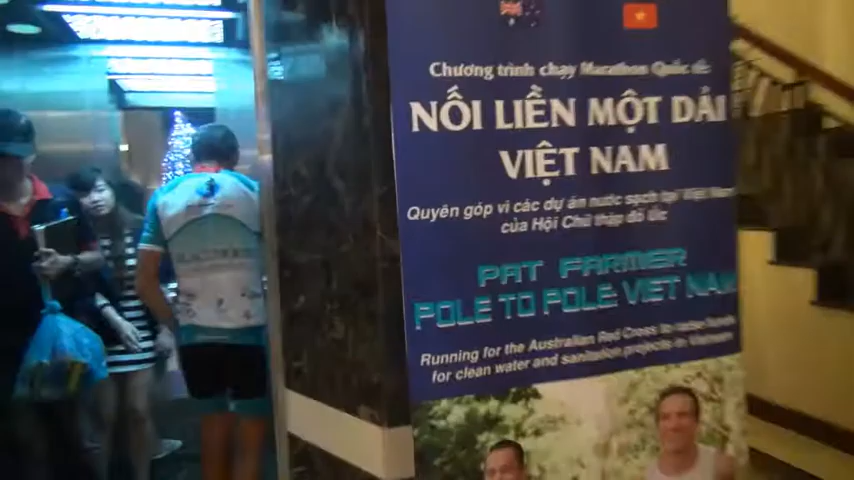 Chương trình chạy Marathon Quốc tế
NỐI LIỀN MỘT DẢI
VIỆT NAM
Quyên góp vì các dự án nước sạch tại Việt Nam
của Hội Chữ thập đỏ Úc
PAT FARMER
POLE TO POLE VIET NAM
Running for the Australian Red Cross to raise funds
for clean water and sanitation projects in Viet Nam